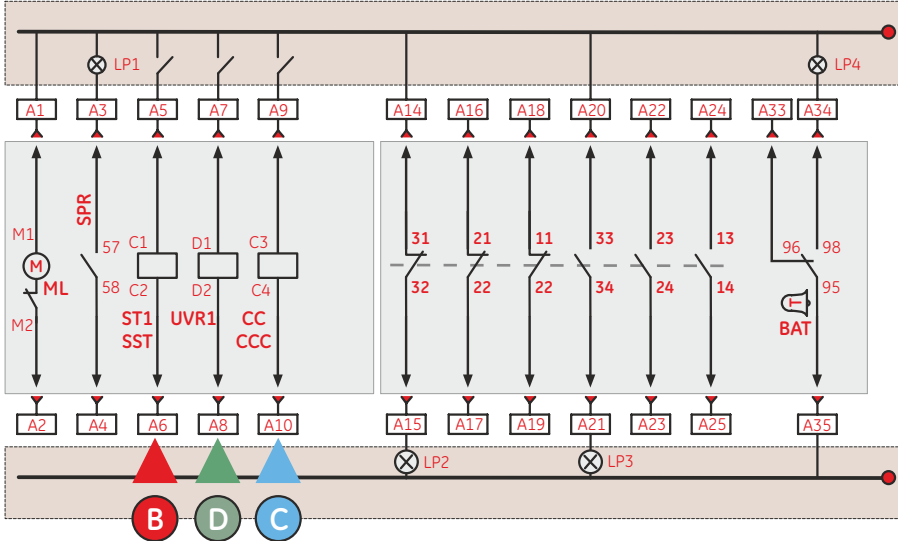 LP1
LP4
A1 A3 A5 A7 A9 A14 A16 A18 A20 A22 A24 A33 A34
SPR
M1 57 C1 D1 C3 31 21 11 33 23 13 96 98
M
ML 58 C2 D2 C4 32 22 22 34 24 14 95
T
M2 ST1 UVR1 CC BAT
SST CCC
A2 A4 A6 A8 A10 A15 A17 A19 A21 A23 A25 A35
LP2 LP3
B D C